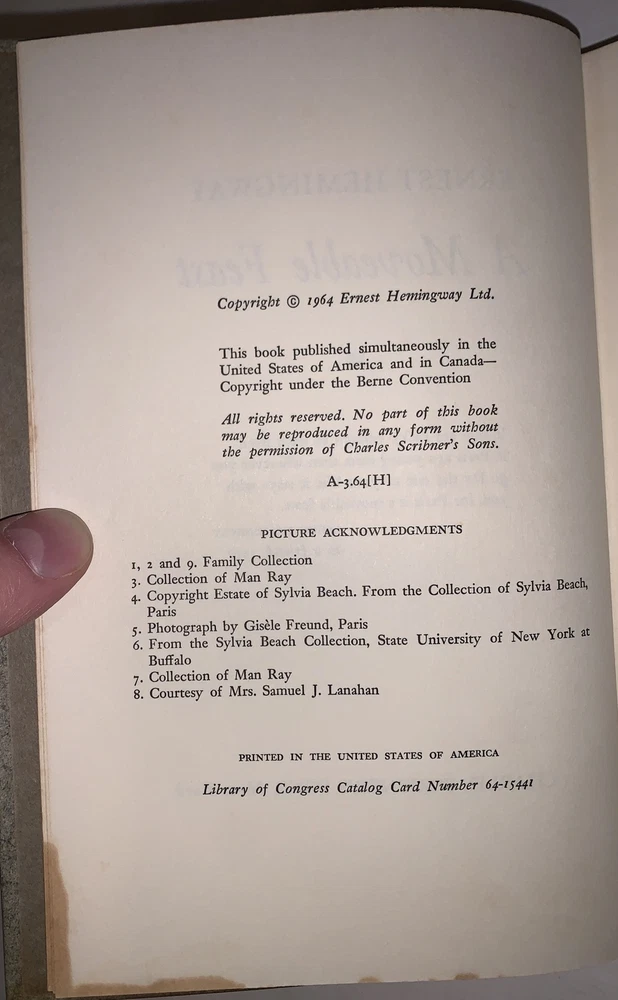 Copyright © 1964 Ernest Hemingway Ltd.
This book published simultaneously in the
United States of America and in Canada—
Copyright under the Berne Convention
All rights reserved. No part of this book
may be reproduced in any form without
the permission of Charles Scribner's Sons.
A-3.64[H]
PICTURE ACKNOWLEDGMENTS
1, 2 and 9. Family Collection
3. Collection of Man Ray
4. Copyright Estate of Sylvia Beach. From the Collection of Sylvia Beach,
Paris
5. Photograph by Gisèle Freund, Paris
6. From the Sylvia Beach Collection, State University of New York at
Buffalo
7. Collection of Man Ray
8. Courtesy of Mrs. Samuel J. Lanahan
PRINTED IN THE UNITED STATES OF AMERICA
Library of Congress Catalog Card Number 64-15441